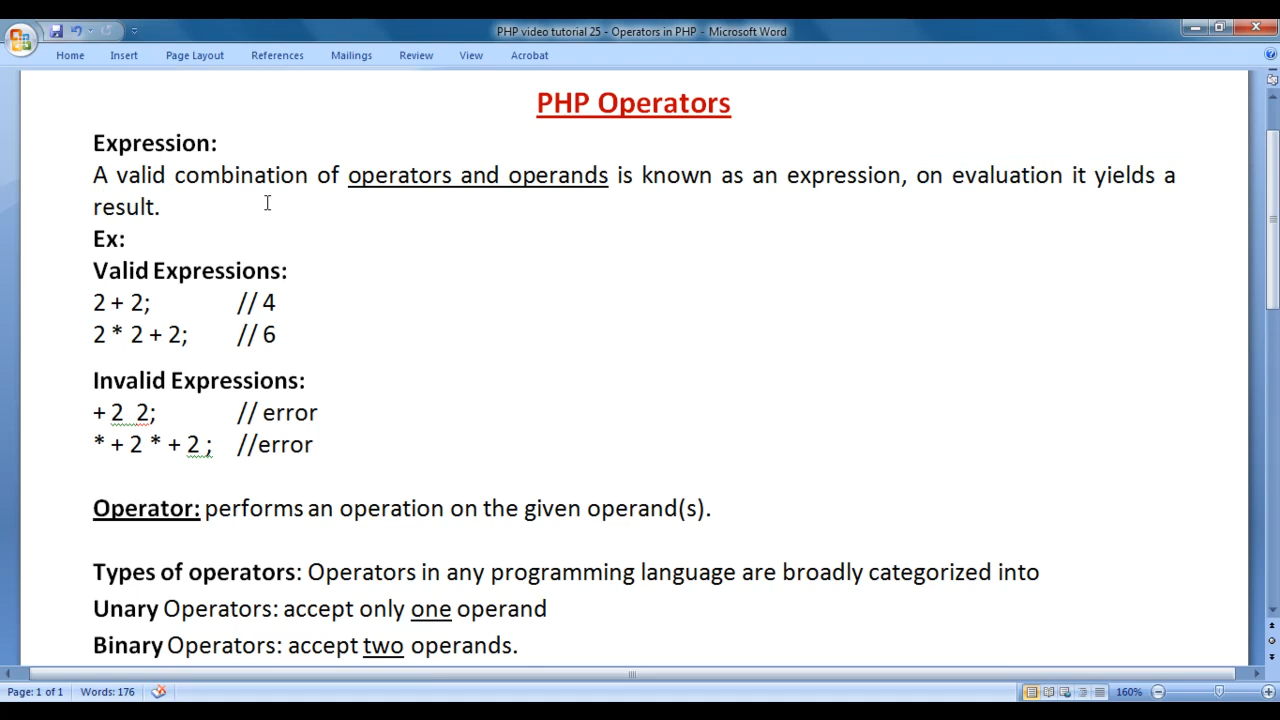 PHP video tutorial 25 - Operators in PHP - Microsoft Word
Home Insert Page Layout References Mailings Review View Acrobat
PHP Operators
Expression:
A valid combination of operators and operands is known as an expression, on evaluation it yields a
result.
Ex:
Valid Expressions:
2 + 2; // 4
2 * 2 + 2; // 6
Invalid Expressions:
+ 2 2; // error
* + 2 * + 2 ; //error
Operator: performs an operation on the given operand(s).
Types of operators: Operators in any programming language are broadly categorized into
Unary Operators: accept only one operand
Binary Operators: accept two operands.
Page: 1 of 1 Words: 176 160%